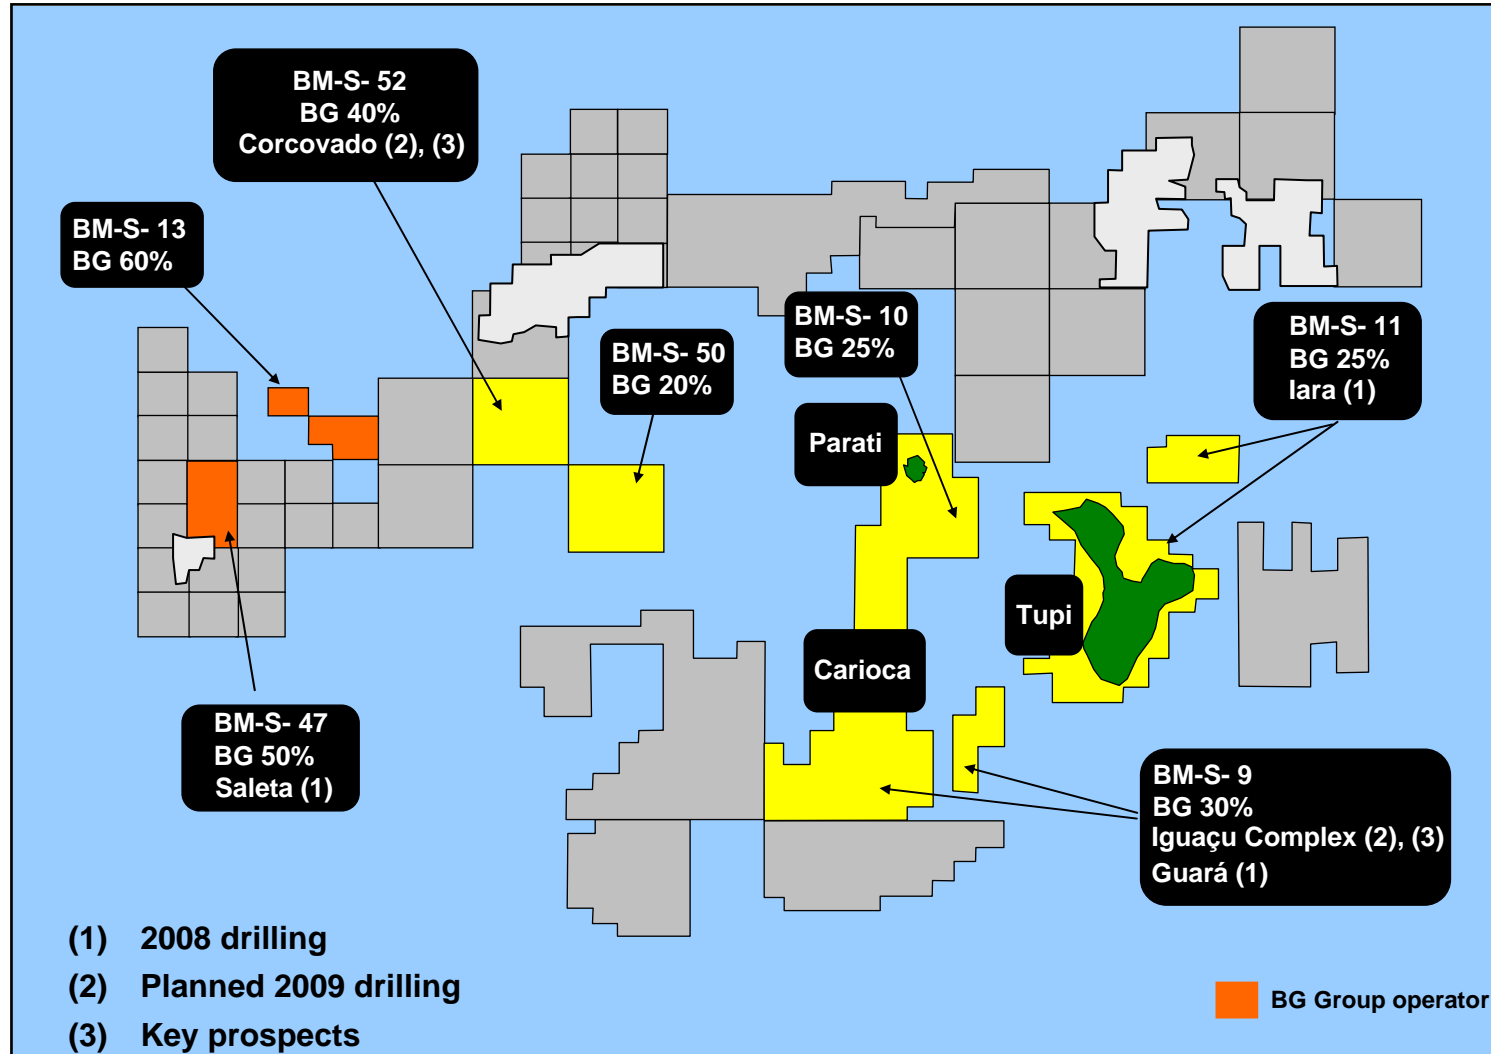 BM-S- 52
BG 40%
Corcovado (2), (3)
BM-S- 13
BG 60%
BM-S- 50
BG 20%
BM-S- 10
BG 25%
BM-S- 11
BG 25%
Iara (1)
Parati
Tupi
Carioca
BM-S- 47
BG 50%
Saleta (1)
BM-S- 9
BG 30%
Iguaçu Complex (2), (3)
Guará (1)
(1) 2008 drilling
(2) Planned 2009 drilling
(3) Key prospects
BG Group operator